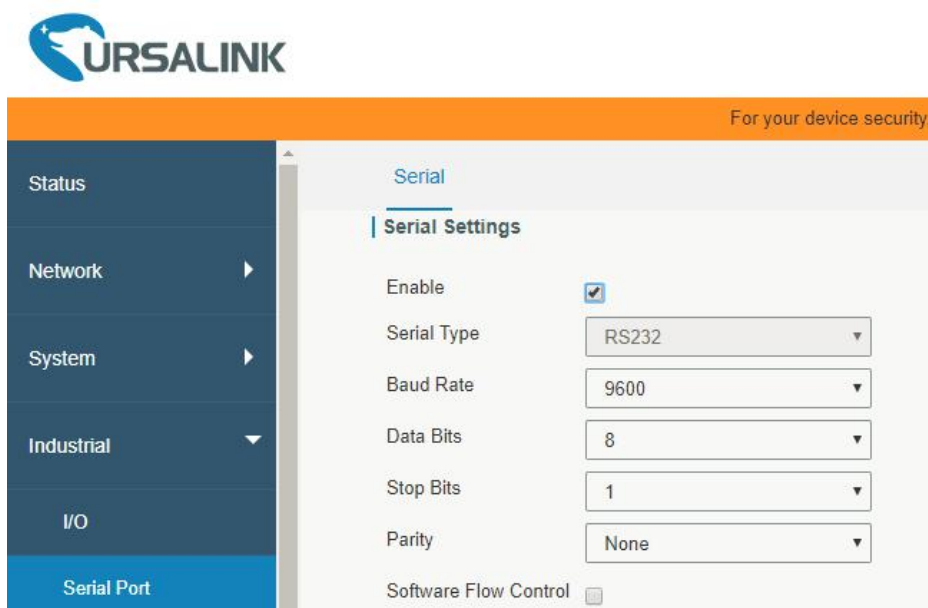 URSALINK
For your device security
Status
Network
System
Industrial
I/O
Serial Port
Serial
Serial Settings
Enable
Serial Type RS232
Baud Rate 9600
Data Bits 8
Stop Bits 1
Parity None
Software Flow Control